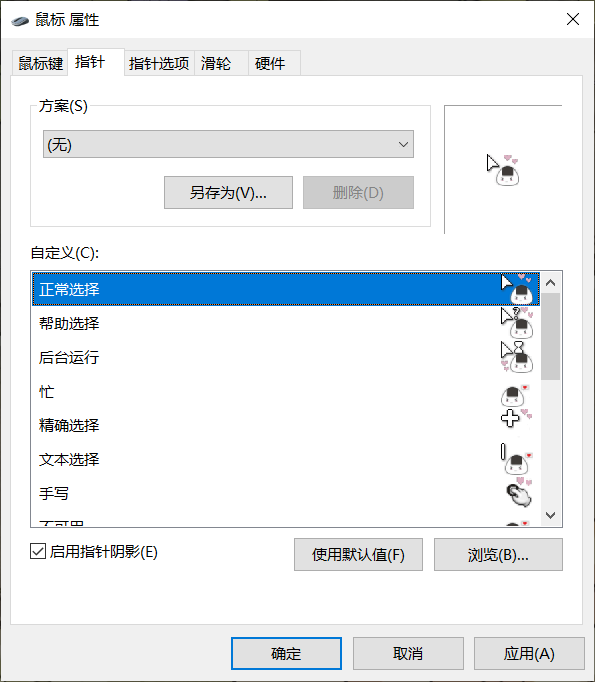 鼠标 属性
鼠标键 指针 指针选项 滑轮 硬件
方案(S)
(无)
另存为(V)... 删除(D)
自定义(C):
正常选择
帮助选择
后台运行
忙
精确选择
文本选择
手写
不可用
启用指针阴影(E) 使用默认值(F) 浏览(B)...
确定 取消 应用(A)